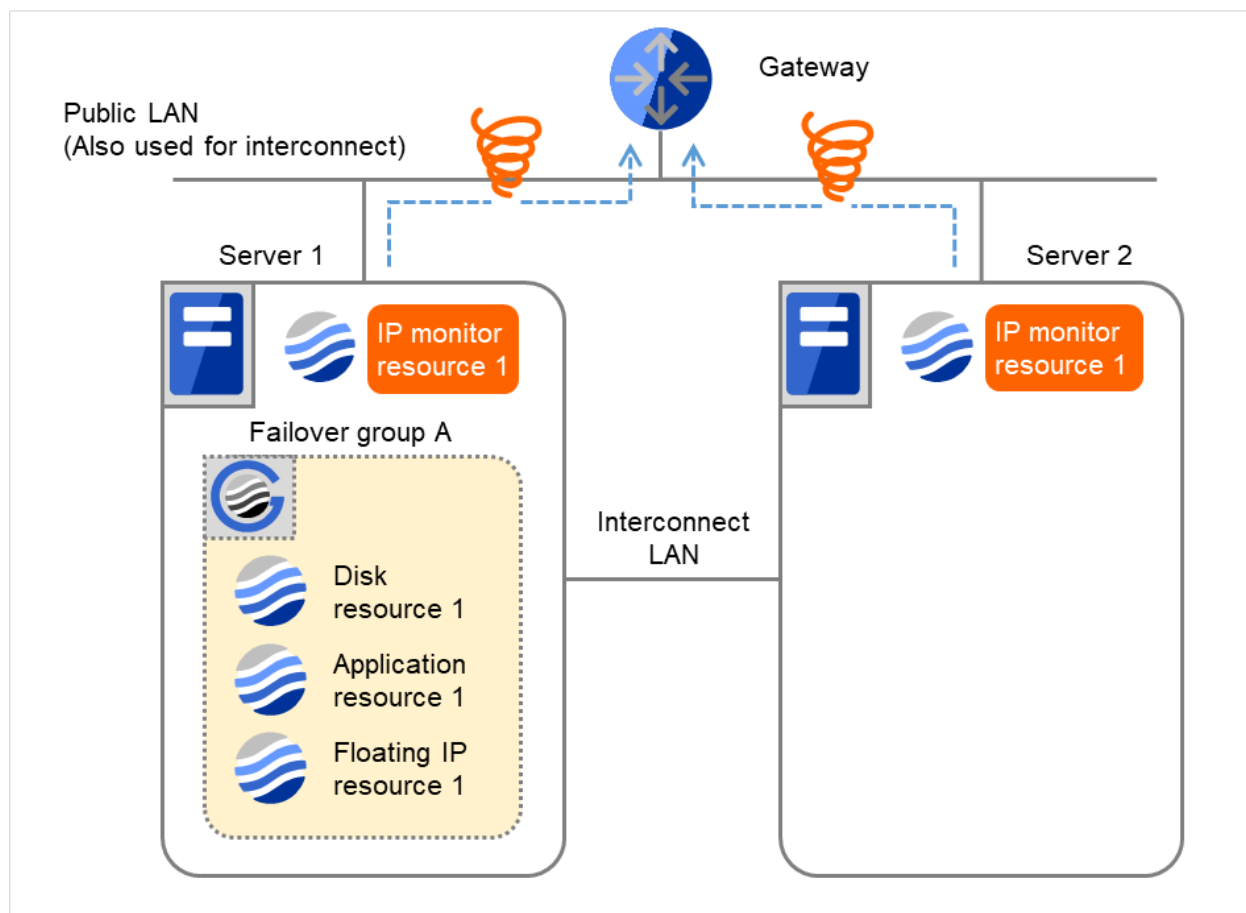 Gateway
Public LAN
(Also used for interconnect)
Server 1
Server 2
IP monitor
resource 1
IP monitor
resource 1
Failover group A
Interconnect
LAN
Disk
resource 1
Application
resource 1
Floating IP
resource 1